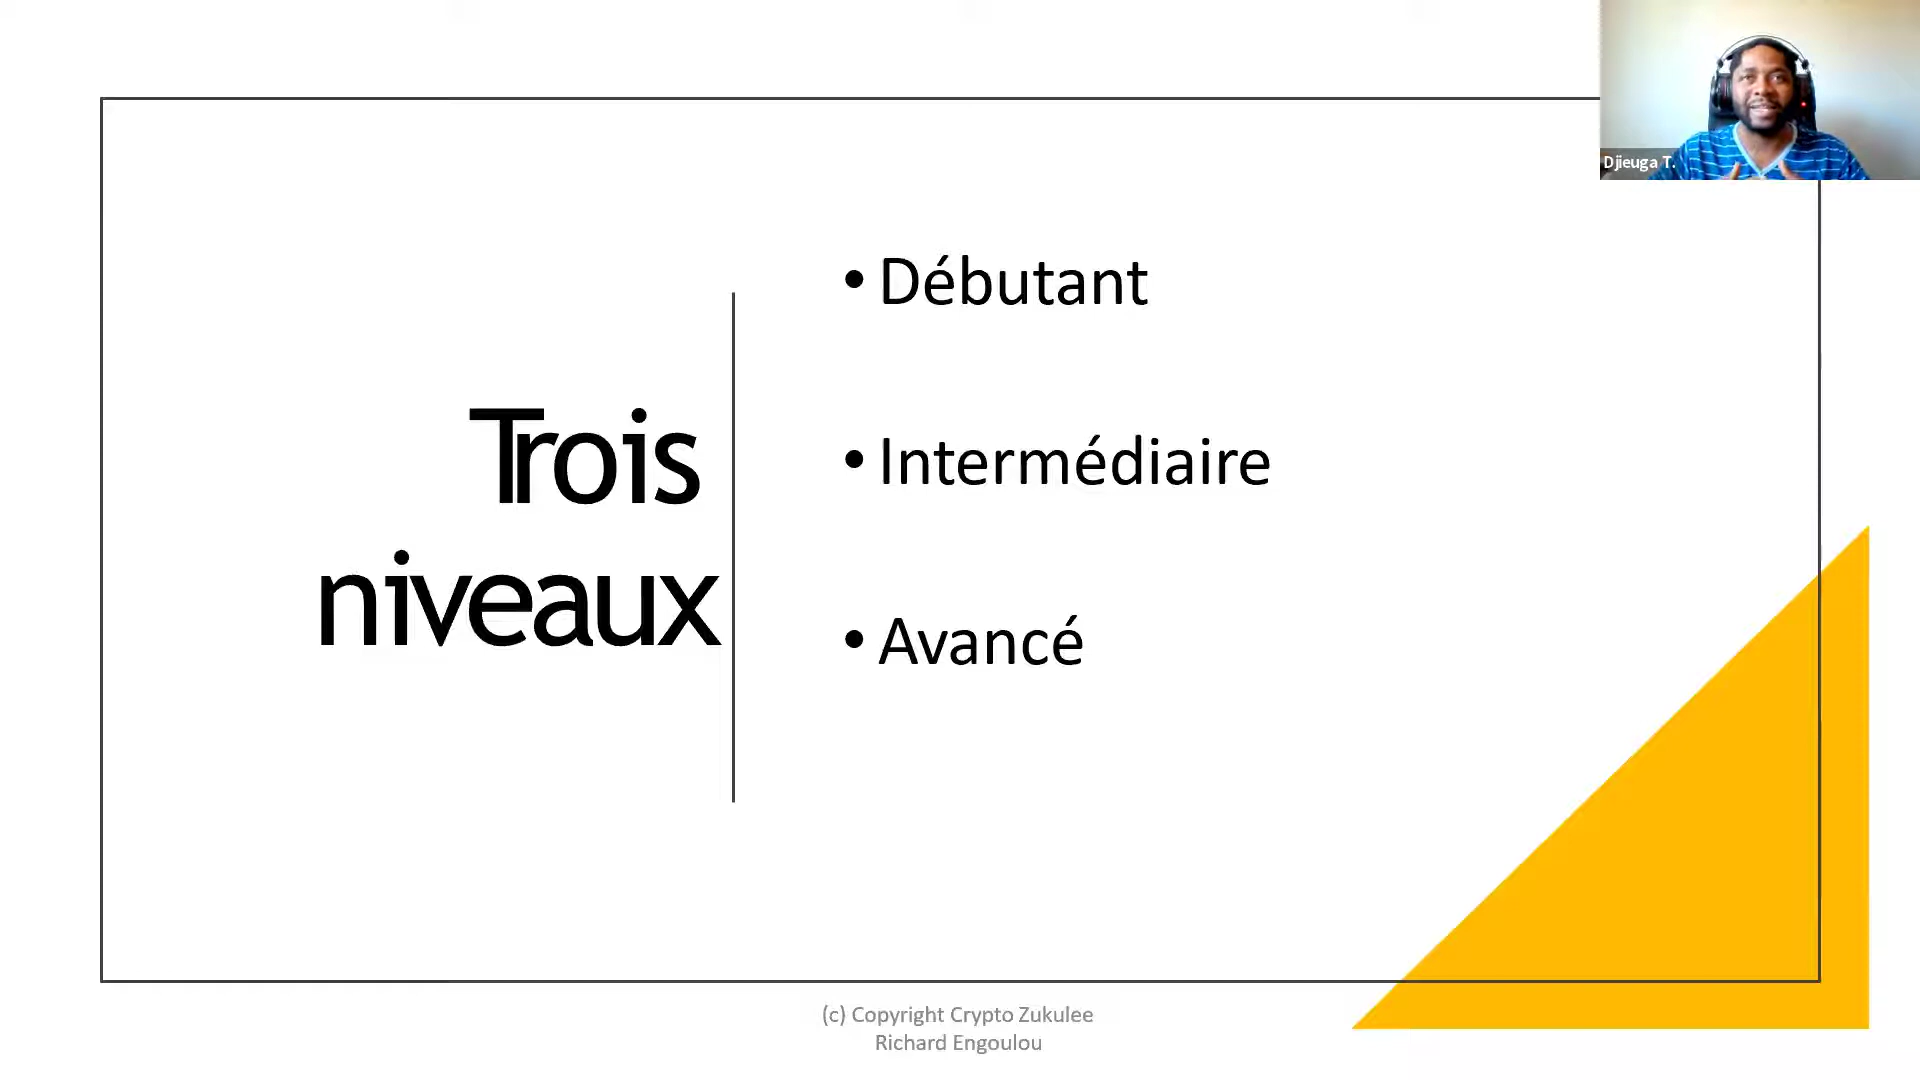 Djieuga T.
Trois
niveaux
• Débutant
• Intermédiaire
• Avancé
(c) Copyright Crypto Zukulee
Richard Engoulou